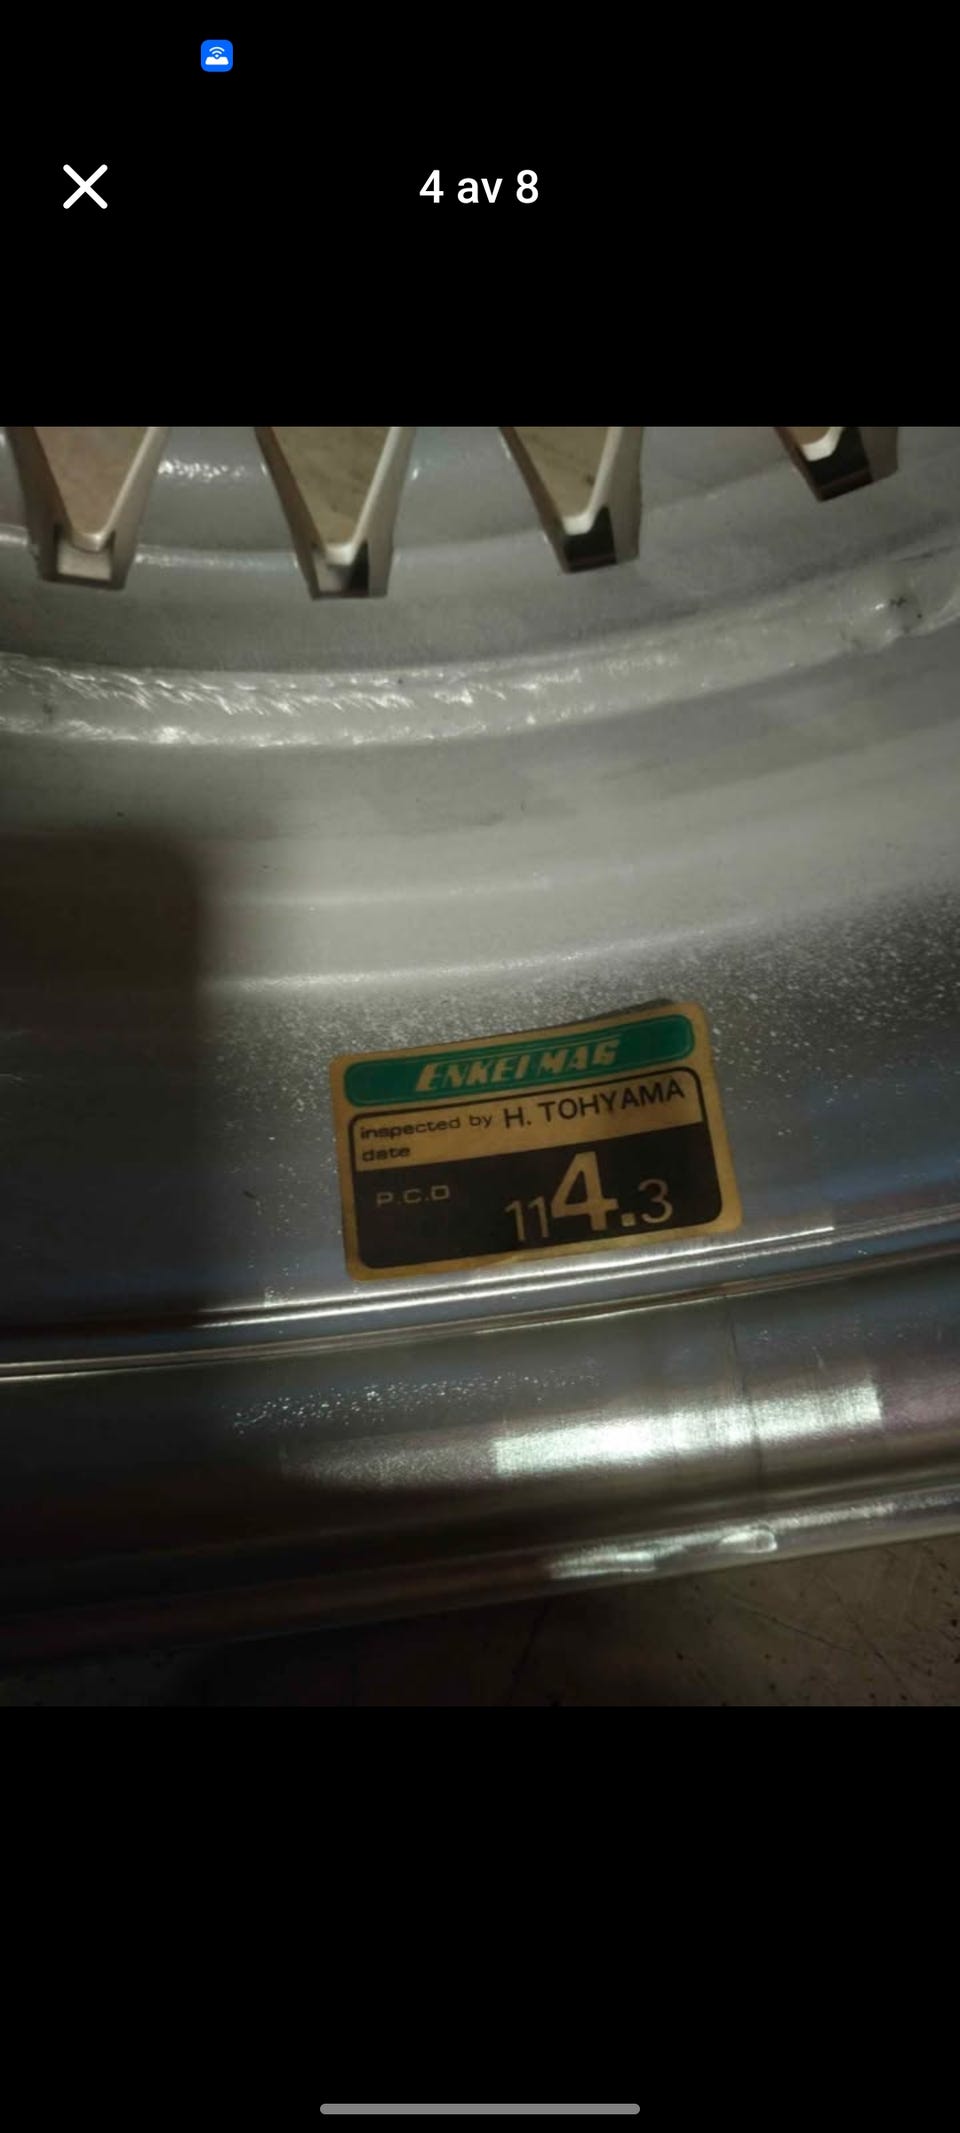 4 av 8
ENKEI MAG
inspected by H. TOHYAMA
date
P.C.D 114.3